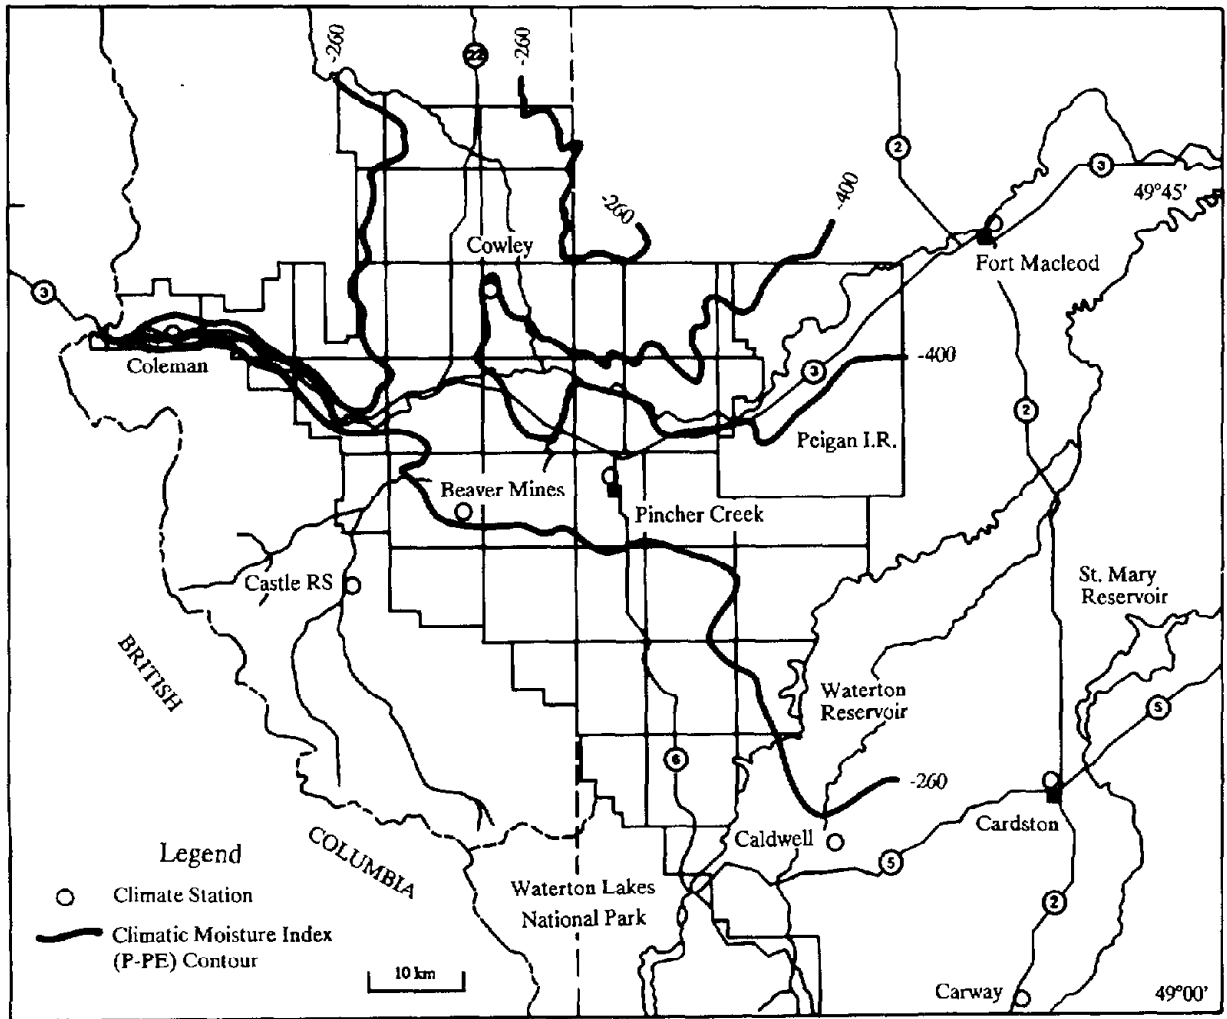 -260
22
-260
2
3
49°45'
-400
-260
Cowley
Fort Macleod
3
Coleman
3
-400
2
Peigan I.R.
Beaver Mines
Pincher Creek
Castle RS
St. Mary
Reservoir
BRITISH
Waterton
Reservoir
5
6
-260
Cardston
Caldwell
COLUMBIA
5
Legend
Climate Station
Climatic Moisture Index
(P-PE) Contour
10 km
Waterton Lakes
National Park
2
Carway
49°00'